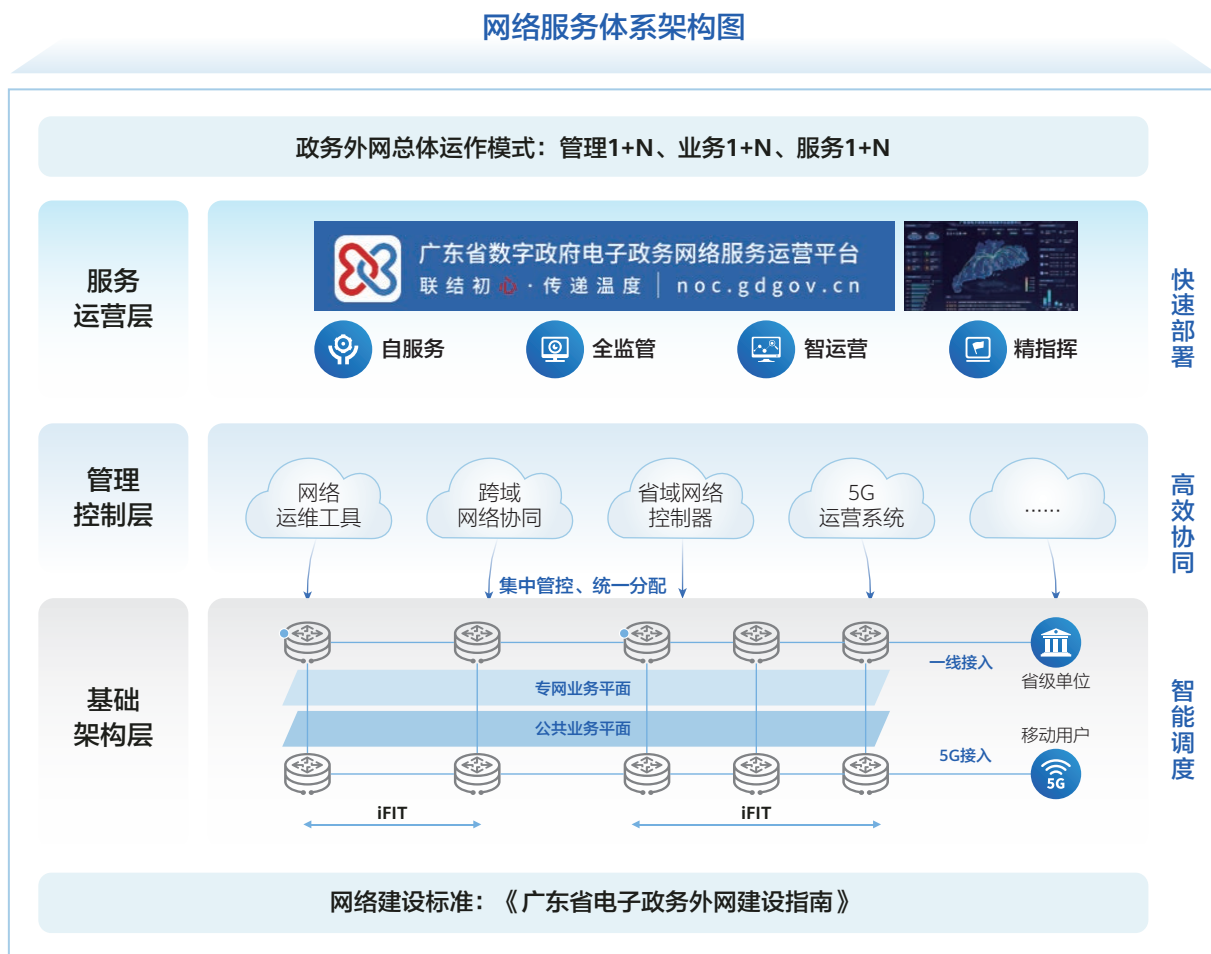 网络服务体系架构图
政务外网总体运作模式：管理1+N、业务1+N、服务1+N
服务
运营层
广东省数字政府电子政务网络服务运营平台
联结初心·传递温度｜noc.gdgov.cn
自服务
全监管
智运营
精指挥
快速部署
管理
控制层
网络
运维工具
跨域
网络协同
省域网络
控制器
5G
运营系统
......
高效协同
集中管控、统一分配
基础
架构层
一线接入
省级单位
专网业务平面
公共业务平面
移动用户
5G接入
5G
iFIT
iFIT
智能调度
网络建设标准：《广东省电子政务外网建设指南》